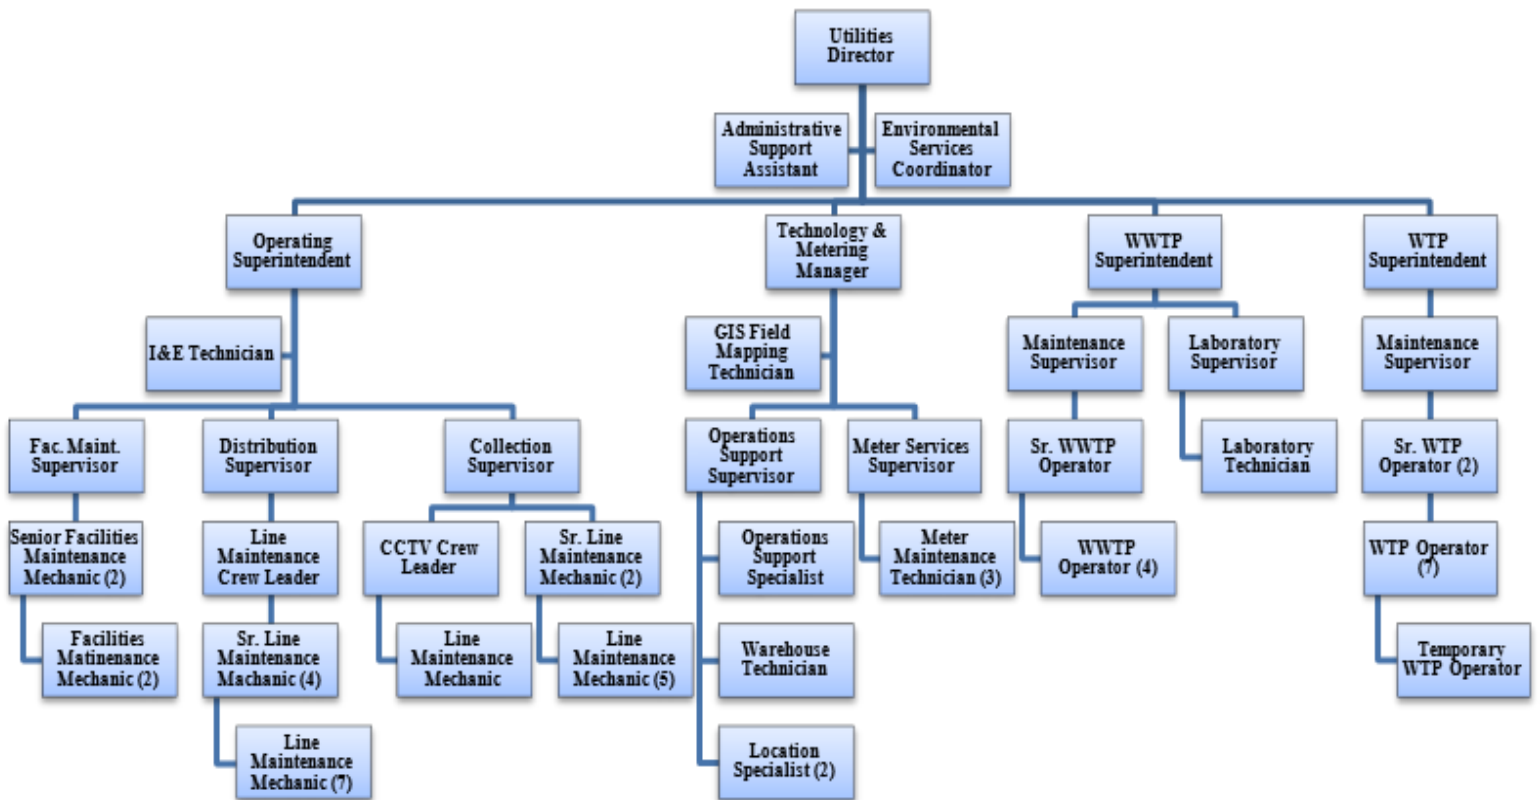 Utilities
Director
Administrative
Support
Assistant
Environmental
Services
Coordinator
Operating
Superintendent
Technology &
Metering
Manager
WWTP
Superintendent
WTP
Superintendent
I&E Technician
GIS Field
Mapping
Technician
Maintenance
Supervisor
Laboratory
Supervisor
Maintenance
Supervisor
Fac. Maint.
Supervisor
Distribution
Supervisor
Collection
Supervisor
Operations
Support
Supervisor
Meter Services
Supervisor
Sr. WWTP
Operator
Laboratory
Technician
Sr. WTP
Operator (2)
Senior Facilities
Maintenance
Mechanic (2)
Line
Maintenance
Crew Leader
CCTV Crew
Leader
Sr. Line
Maintenance
Mechanic (2)
Operations
Support
Specialist
Meter
Maintenance
Technician (3)
WWTP
Operator (4)
WTP Operator
(7)
Facilities
Matinenance
Mechanic (2)
Sr. Line
Maintenance
Machanic (4)
Line
Maintenance
Mechanic
Line
Maintenance
Mechanic (5)
Warehouse
Technician
Temporary
WTP Operator
Line
Maintenance
Mechanic (7)
Location
Specialist (2)